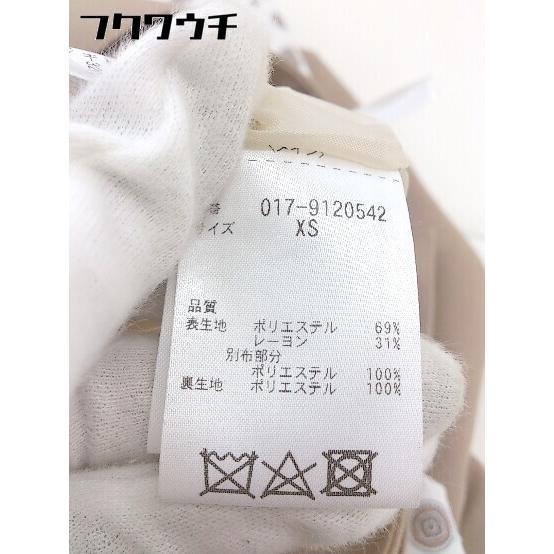 フクワウチ
番 017-9120542
イズ XS
品質
表生地 ポリエステル 69%
レーヨン 31%
別布部分
ポリエステル 100%
裏生地 ポリエステル 100%